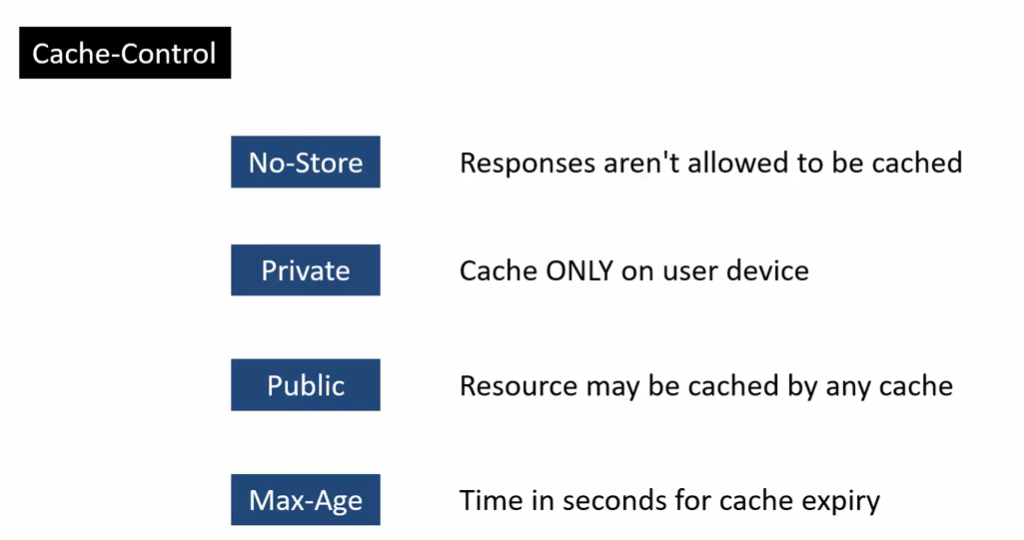 Cache-Control
No-Store Responses aren't allowed to be cached
Private Cache ONLY on user device
Public Resource may be cached by any cache
Max-Age Time in seconds for cache expiry